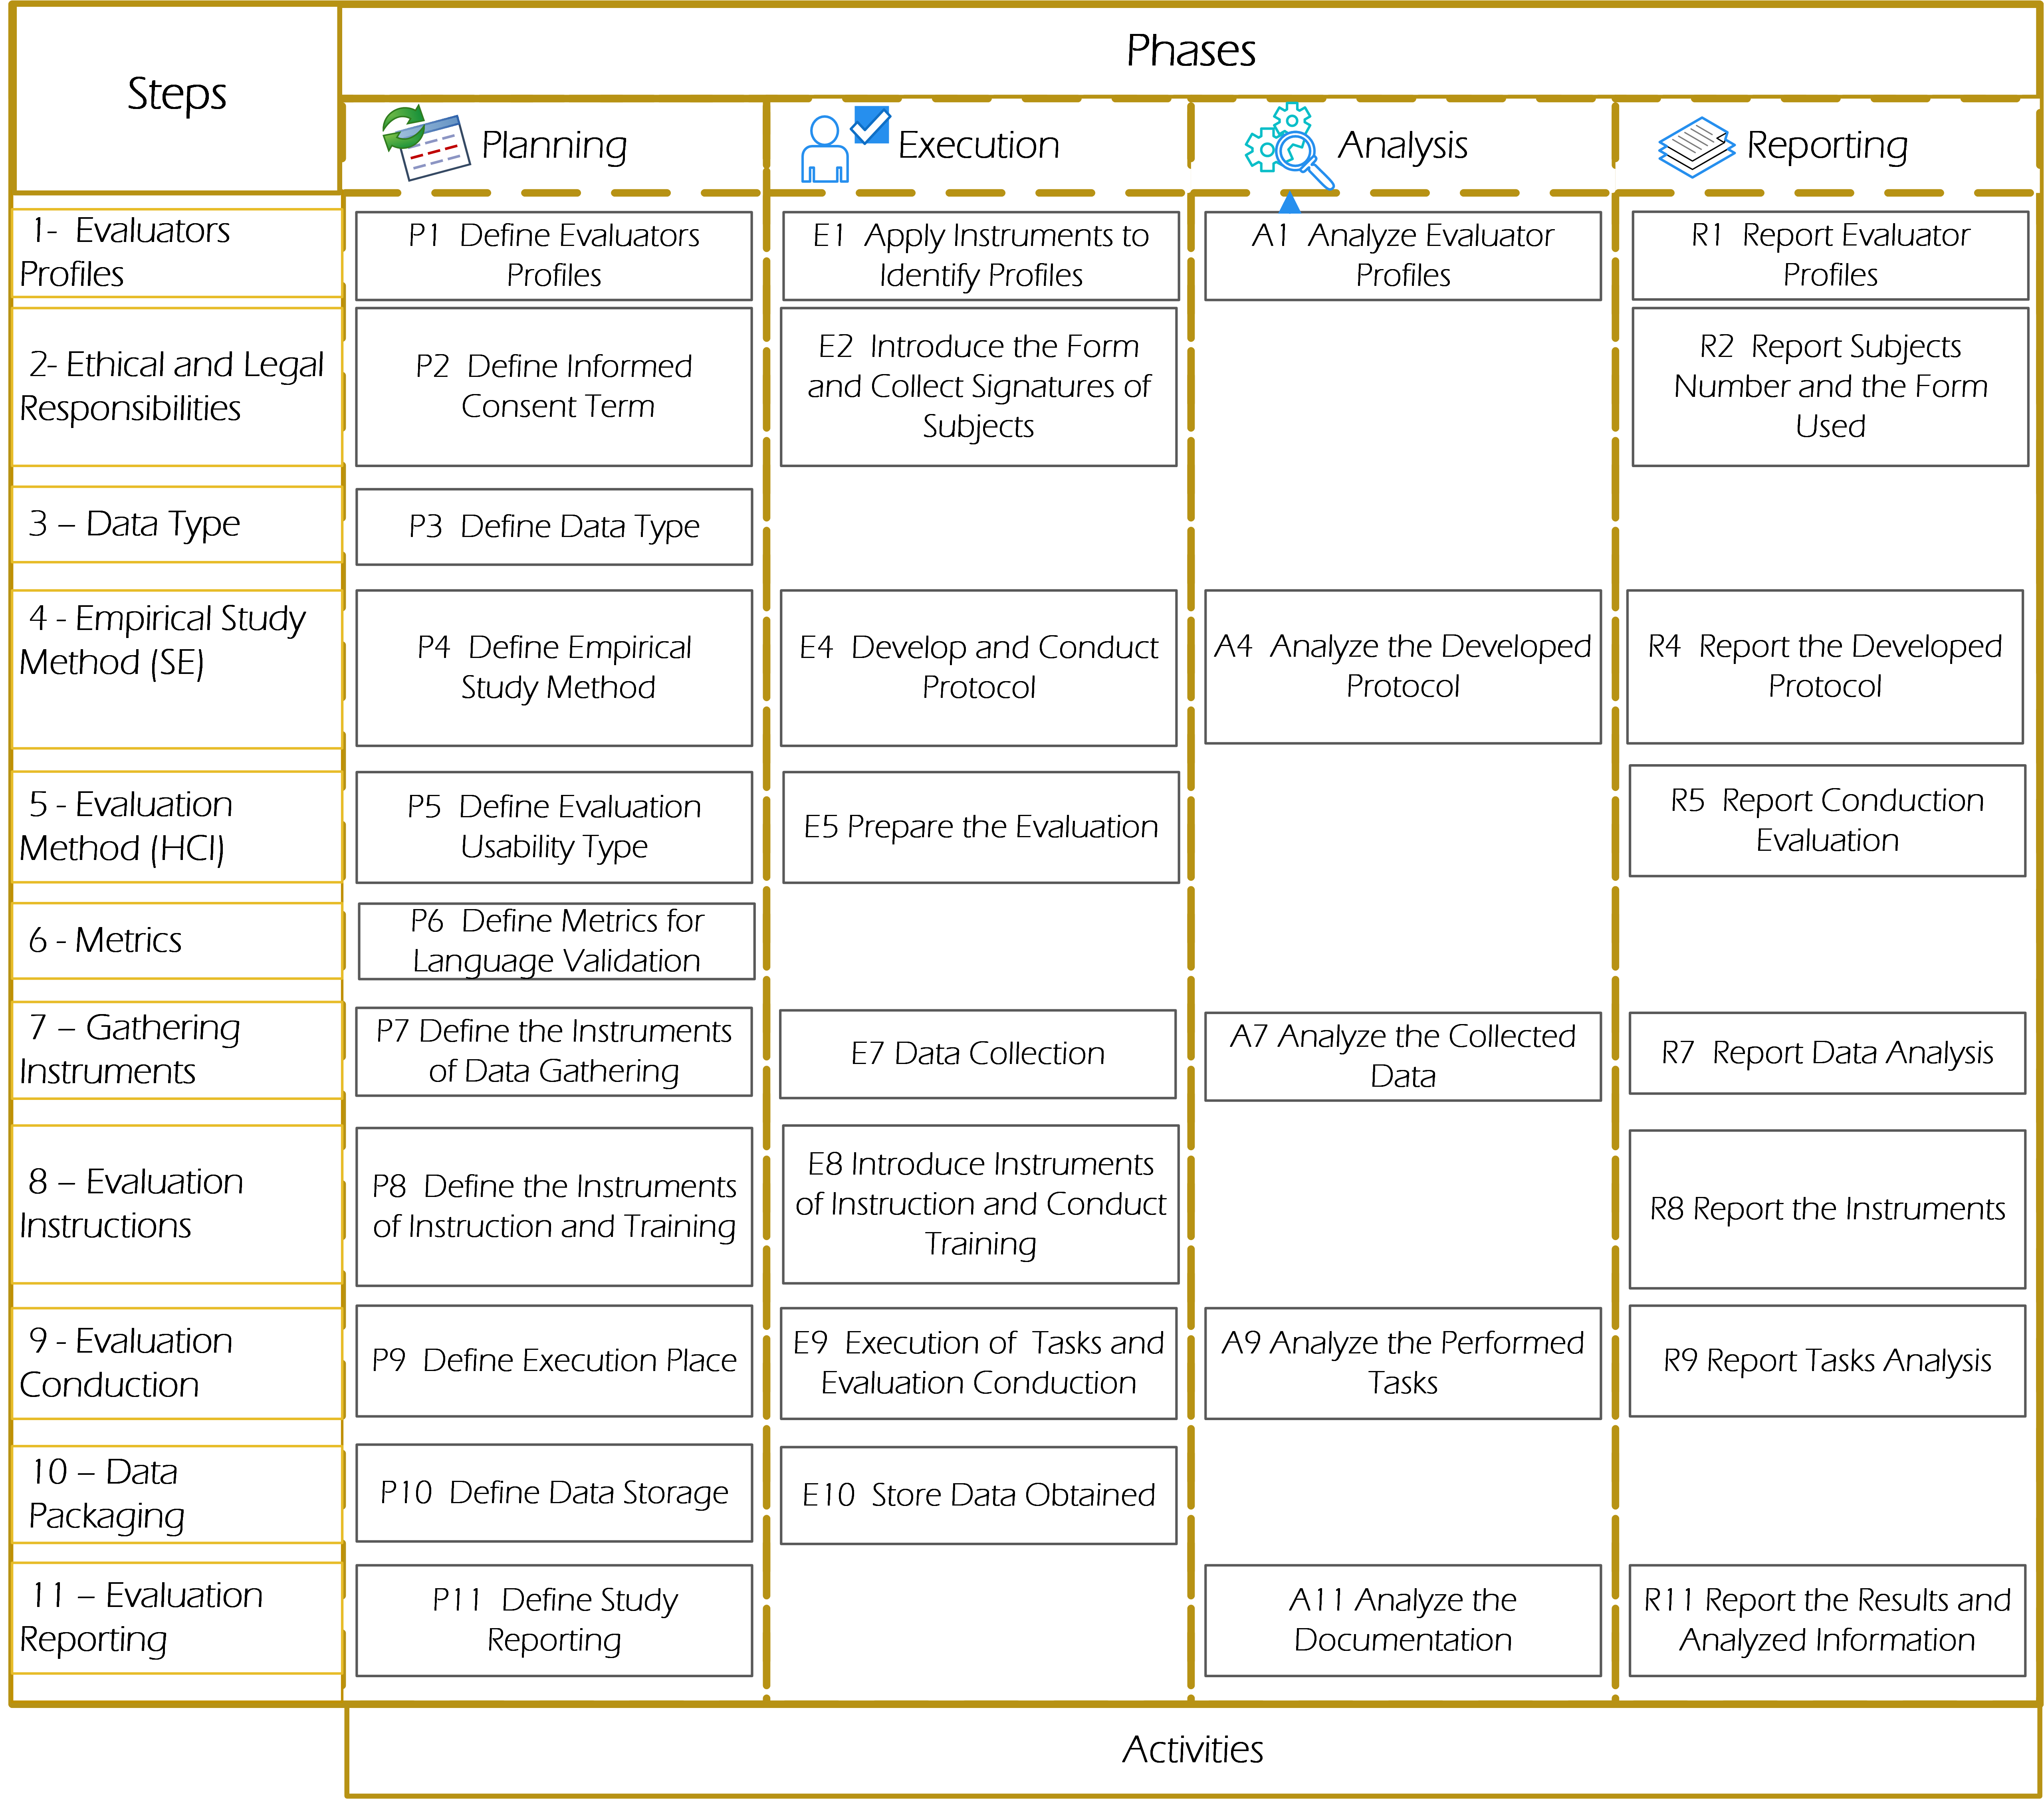 Steps
Phases
Planning
Execution
Analysis
Reporting
1- Evaluators
Profiles
P1 Define Evaluators
Profiles
E1 Apply Instruments to
Identify Profiles
A1 Analyze Evaluator
Profiles
R1 Report Evaluator
Profiles
2- Ethical and Legal
Responsibilities
P2 Define Informed
Consent Term
E2 Introduce the Form
and Collect Signatures of
Subjects
R2 Report Subjects
Number and the Form
Used
3 – Data Type
P3 Define Data Type
4 - Empirical Study
Method (SE)
P4 Define Empirical
Study Method
E4 Develop and Conduct
Protocol
A4 Analyze the Developed
Protocol
R4 Report the Developed
Protocol
5 - Evaluation
Method (HCI)
P5 Define Evaluation
Usability Type
E5 Prepare the Evaluation
R5 Report Conduction
Evaluation
6 - Metrics
P6 Define Metrics for
Language Validation
7 – Gathering
Instruments
P7 Define the Instruments
of Data Gathering
E7 Data Collection
A7 Analyze the Collected
Data
R7 Report Data Analysis
8 – Evaluation
Instructions
P8 Define the Instruments
of Instruction and Training
E8 Introduce Instruments
of Instruction and Conduct
Training
R8 Report the Instruments
9 - Evaluation
Conduction
P9 Define Execution Place
E9 Execution of Tasks and
Evaluation Conduction
A9 Analyze the Performed
Tasks
R9 Report Tasks Analysis
10 – Data
Packaging
P10 Define Data Storage
E10 Store Data Obtained
11 – Evaluation
Reporting
P11 Define Study
Reporting
A11 Analyze the
Documentation
R11 Report the Results and
Analyzed Information
Activities